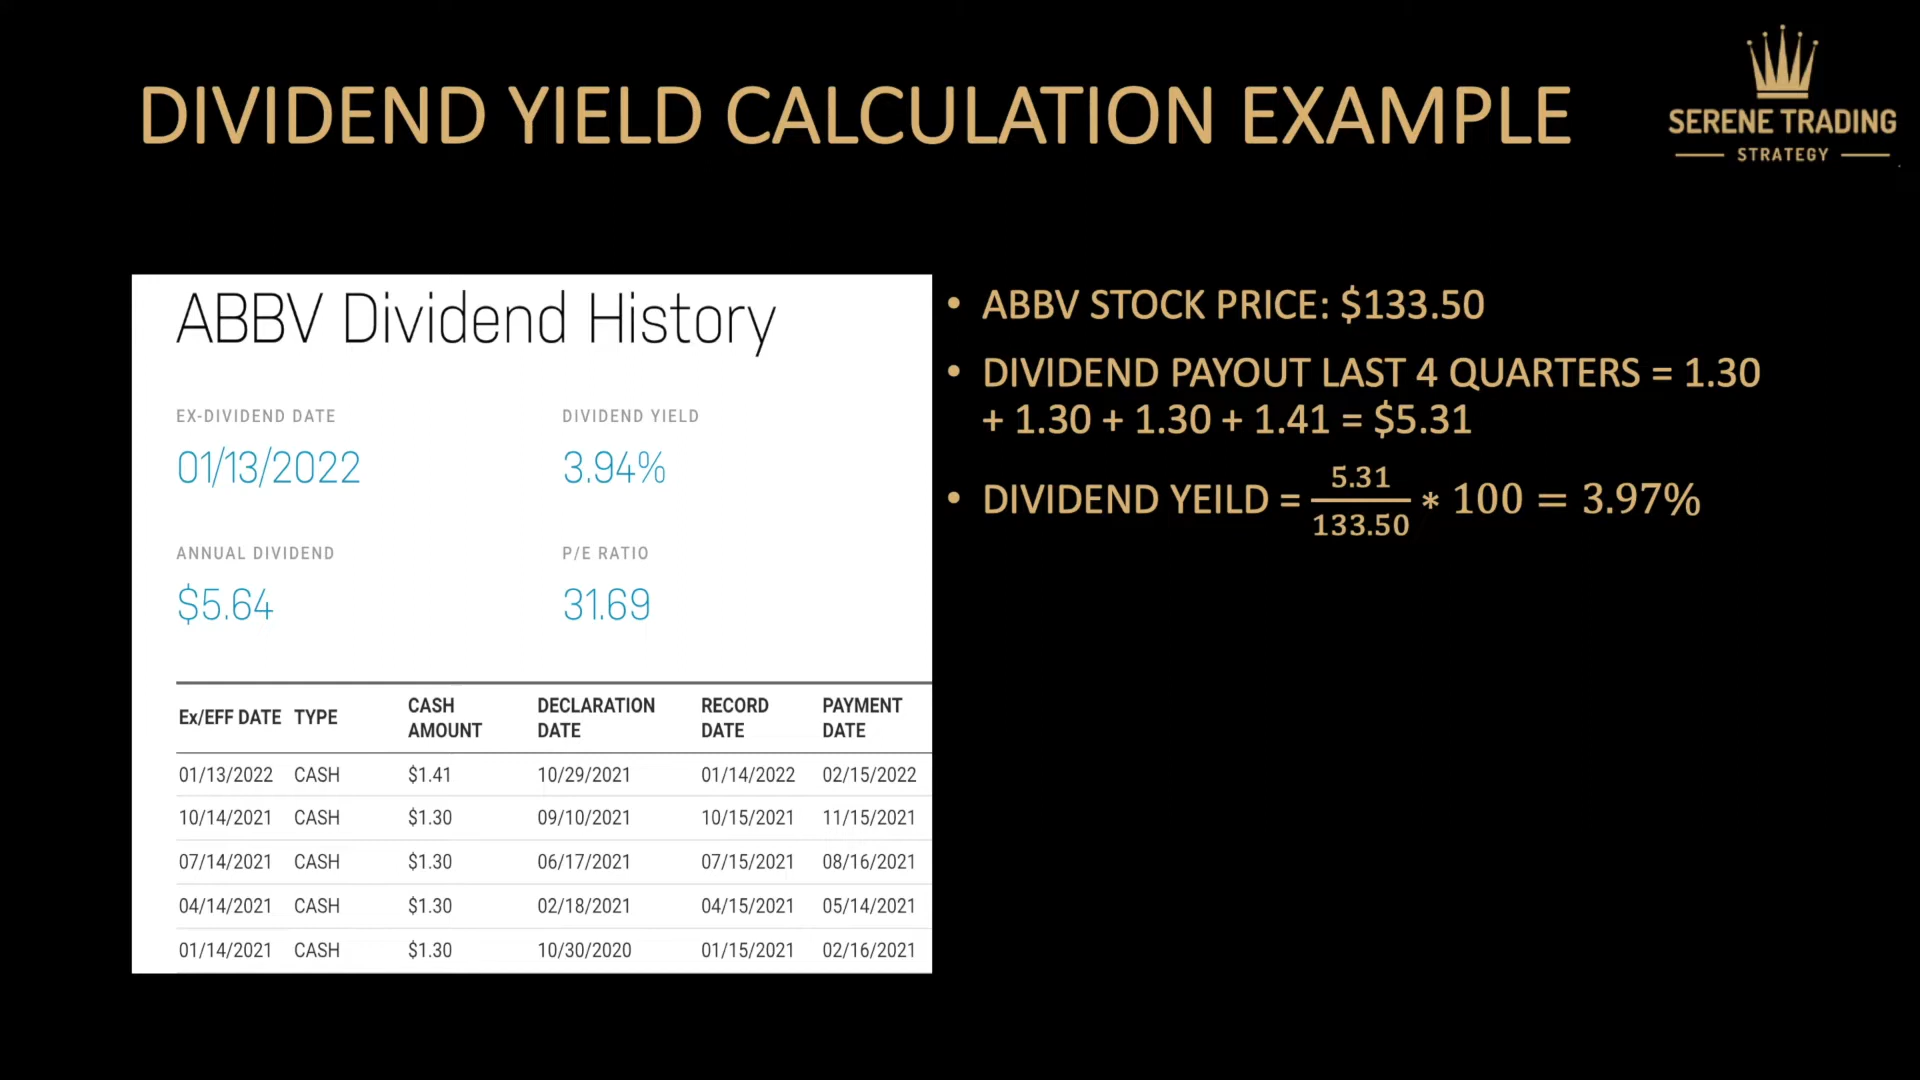 DIVIDEND YIELD CALCULATION EXAMPLE
SERENE TRADING
STRATEGY
ABBV Dividend History
EX-DIVIDEND DATE DIVIDEND YIELD
01/13/2022 3.94%
ANNUAL DIVIDEND P/E RATIO
$5.64 31.69
Ex/EFF DATE TYPE CASH AMOUNT DECLARATION DATE RECORD DATE PAYMENT DATE
01/13/2022 CASH $1.41 10/29/2021 01/14/2022 02/15/2022
10/14/2021 CASH $1.30 09/10/2021 10/15/2021 11/15/2021
07/14/2021 CASH $1.30 06/17/2021 07/15/2021 08/16/2021
04/14/2021 CASH $1.30 02/18/2021 04/15/2021 05/14/2021
01/14/2021 CASH $1.30 10/30/2020 01/15/2021 02/16/2021
• ABBV STOCK PRICE: $133.50
• DIVIDEND PAYOUT LAST 4 QUARTERS = 1.30
+ 1.30 + 1.30 + 1.41 = $5.31
• DIVIDEND YEILD = 5.31/133.50 * 100 = 3.97%